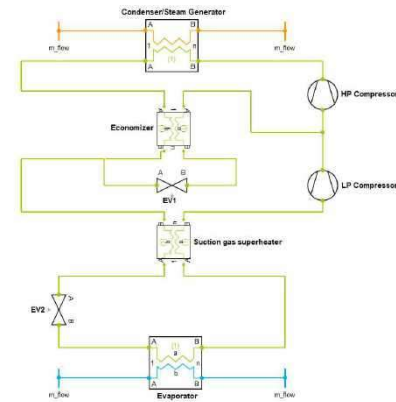 Condenser/Steam Generator
A B
m_flow m_flow
A B
HP Compressor
Economizer
A B
EV1
LP Compressor
Suction gas superheater
A
EV2
B
A B
A B
m_flow m_flow
Evaporator